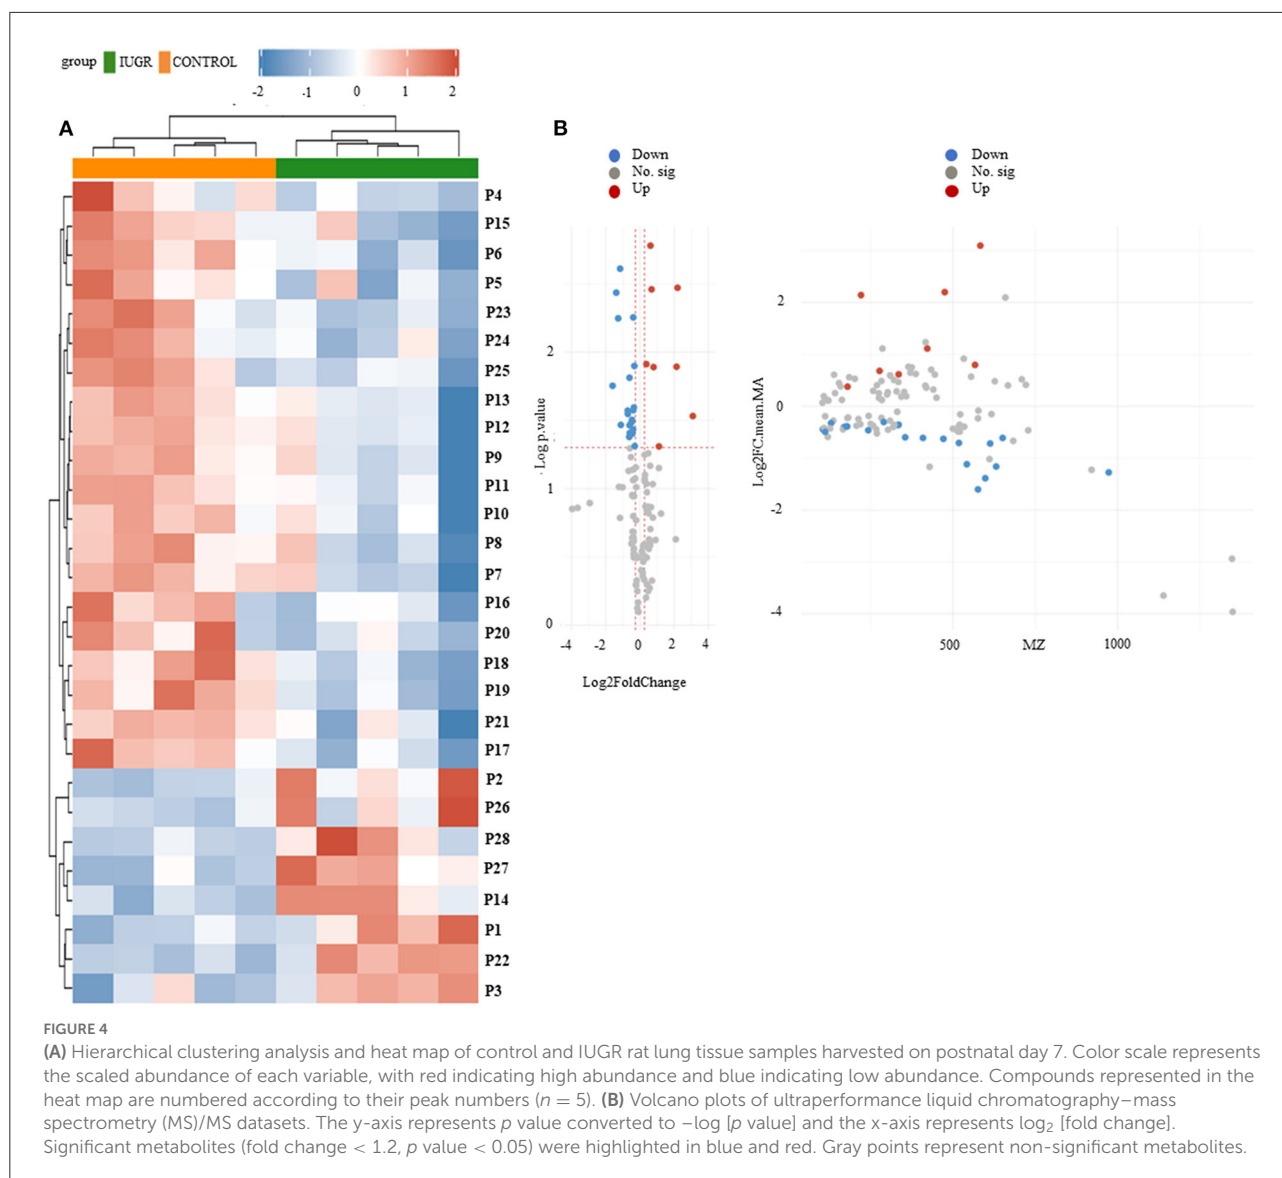 group IUGR CONTROL
-2 -1 0 1 2
A
P4
P15
P6
P5
P23
P24
P25
P13
P12
P9
P11
P10
P8
P7
P16
P20
P18
P19
P21
P17
P2
P26
P28
P27
P14
P1
P22
P3
B
Down
No. sig
Up
2
1
0
- Log p.value
-4 -2 0 2 4
Log2FoldChange
Down
No. sig
Up
2
0
-2
-4
Log2FC.mean.MA
500 MZ 1000
FIGURE 4
(A) Hierarchical clustering analysis and heat map of control and IUGR rat lung tissue samples harvested on postnatal day 7. Color scale represents
the scaled abundance of each variable, with red indicating high abundance and blue indicating low abundance. Compounds represented in the
heat map are numbered according to their peak numbers (n = 5). (B) Volcano plots of ultraperformance liquid chromatography–mass
spectrometry (MS)/MS datasets. The y-axis represents p value converted to −log [p value] and the x-axis represents log₂ [fold change].
Significant metabolites (fold change < 1.2, p value < 0.05) were highlighted in blue and red. Gray points represent non-significant metabolites.